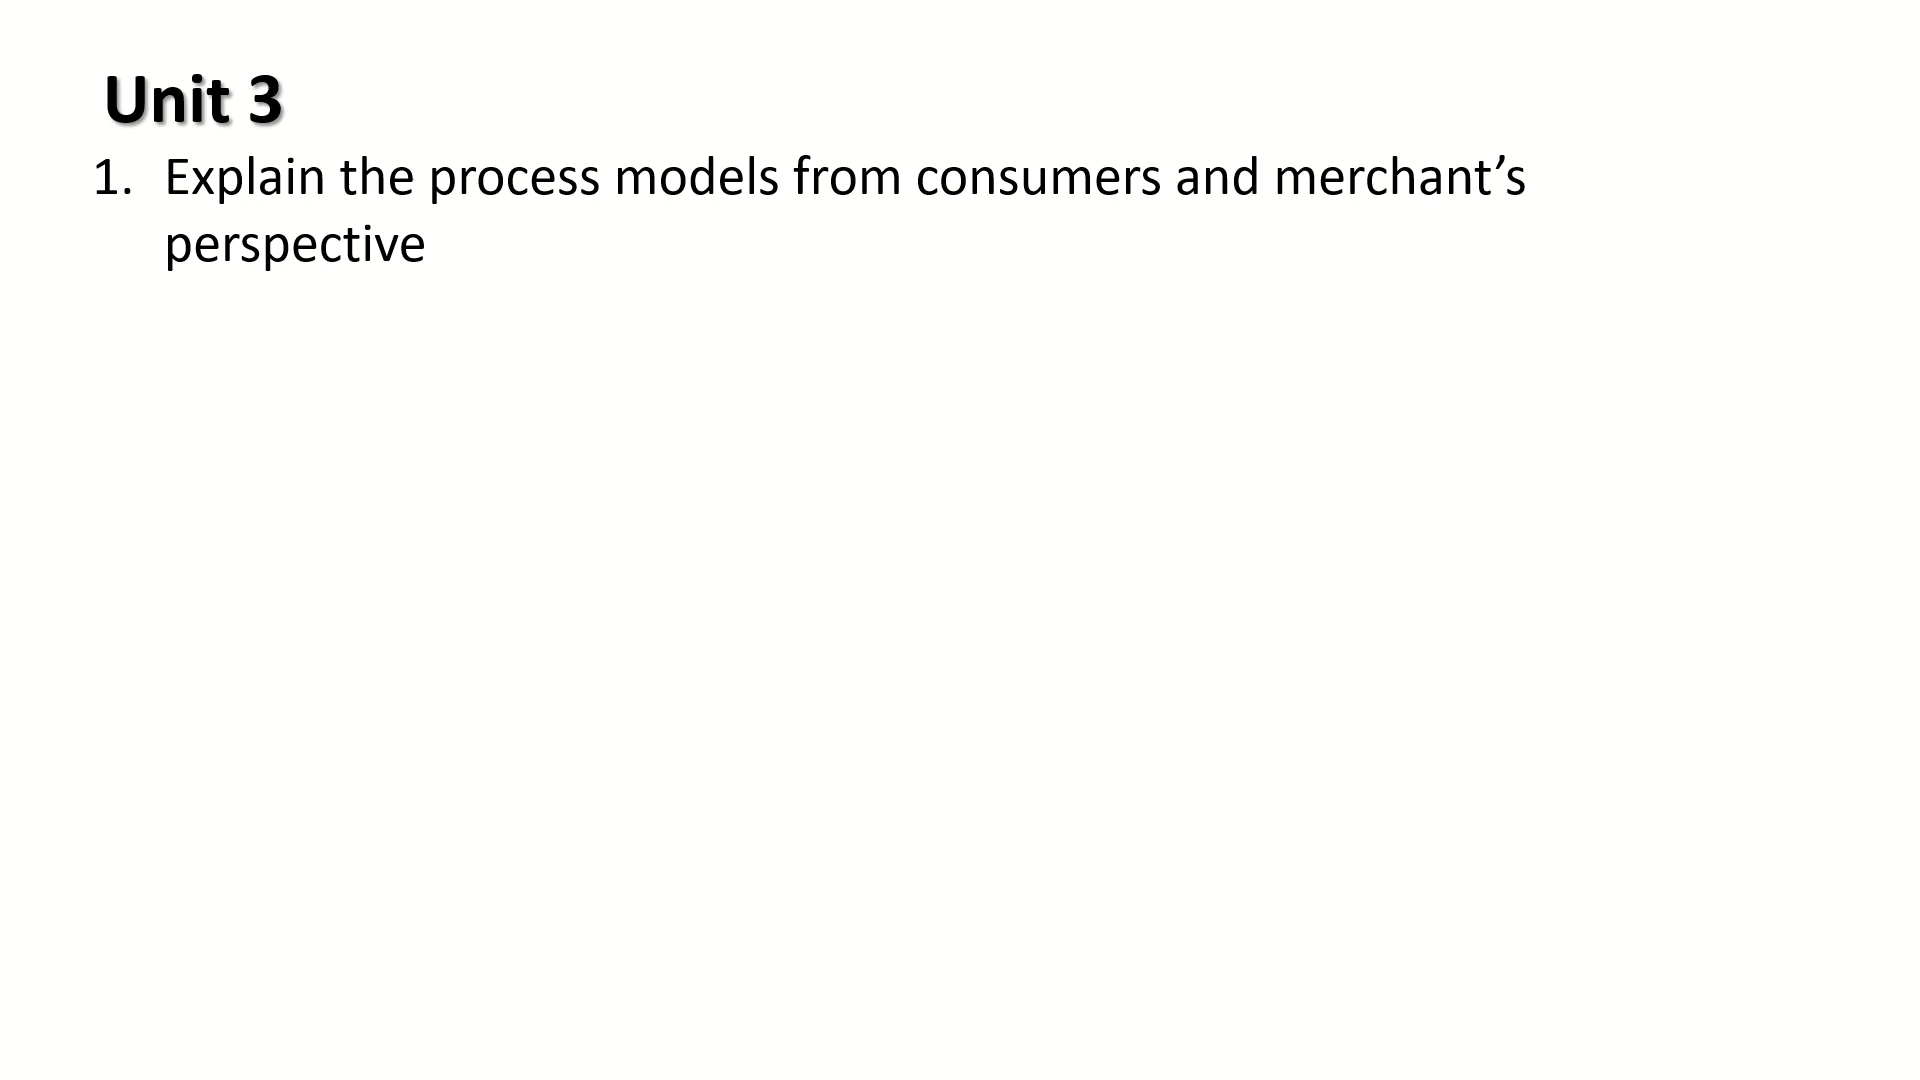 Unit 3
1. Explain the process models from consumers and merchant’s
perspective